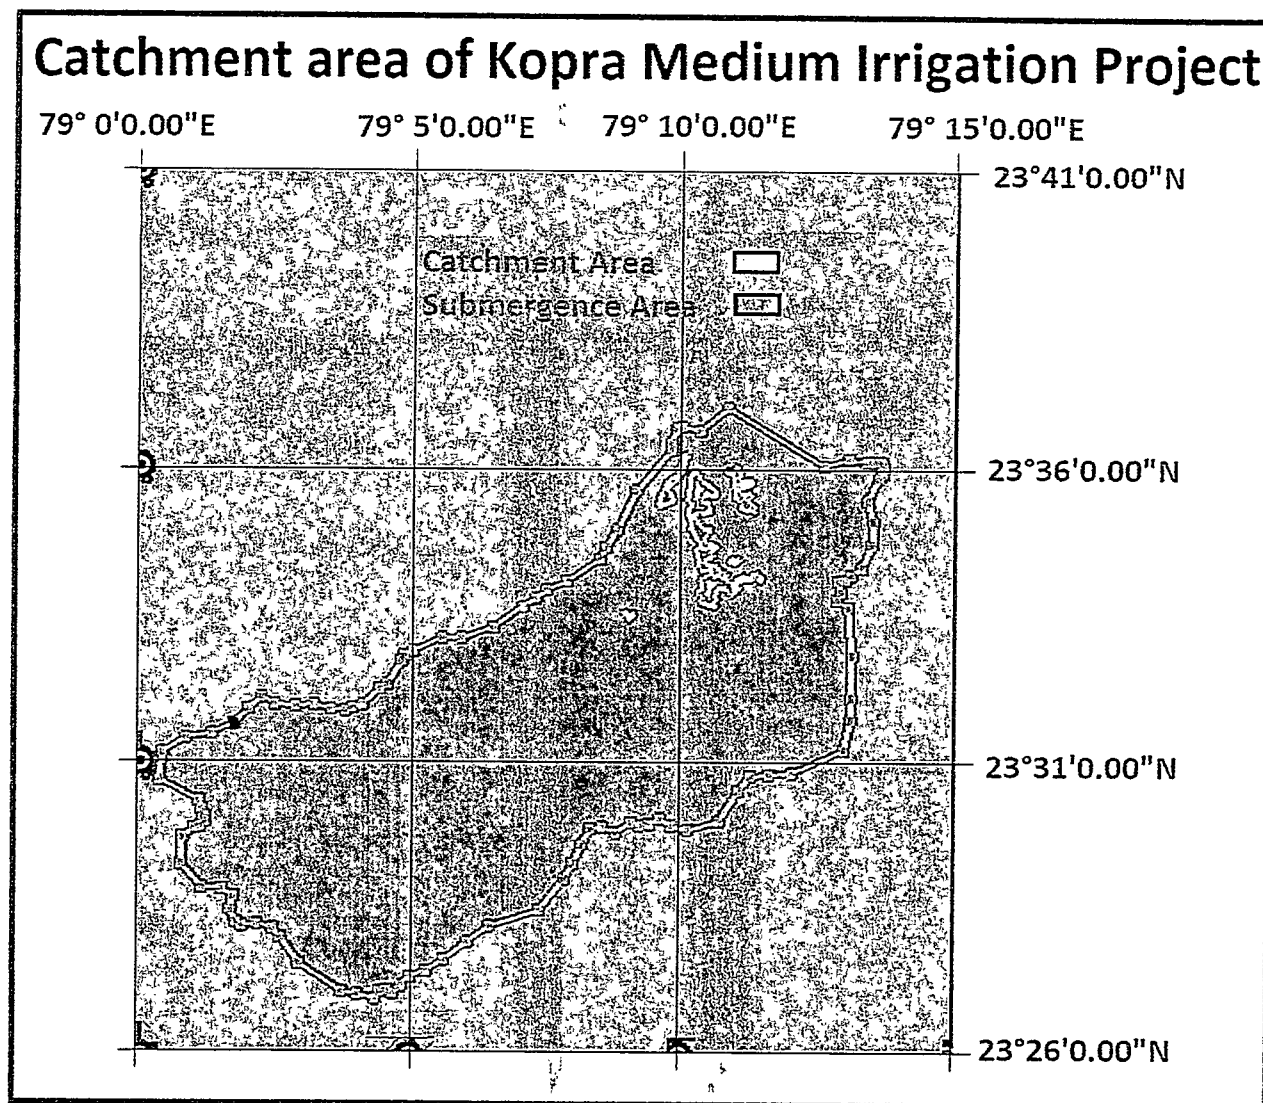 Catchment area of Kopra Medium Irrigation Project
79° 0'0.00"E 79° 5'0.00"E 79° 10'0.00"E 79° 15'0.00"E
23°41'0.00"N
Catchment Area
Submergence Area
23°36'0.00"N
23°31'0.00"N
23°26'0.00"N